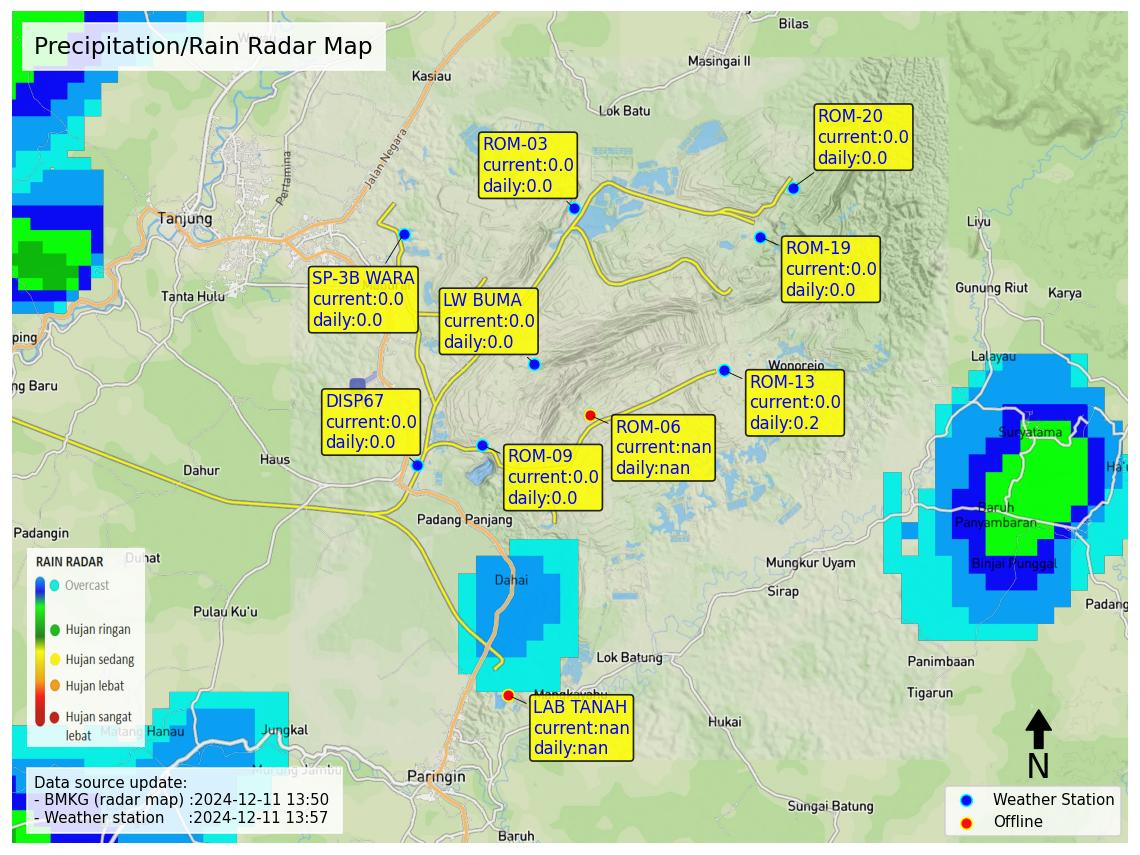 Precipitation/Rain Radar Map
Bilas
Masingai II
Kasiau
Lok Batu
ROM-20
current:0.0
daily:0.0
ROM-03
current:0.0
daily:0.0
Jalan Negara
Pertamina
Tanjung
Liyu
ROM-19
current:0.0
daily:0.0
SP-3B WARA
current:0.0
daily:0.0
LW BUMA
current:0.0
daily:0.0
Tanta Hulu
Gunung Riut
Karya
ping
Lalayau
Wonorejo
ng Baru
ROM-13
current:0.0
daily:0.2
DISP67
current:0.0
daily:0.0
ROM-06
current:nan
daily:nan
Suryatama
ROM-09
current:0.0
daily:0.0
Haus
Dahur
Ha'u
Baruh
Panyambaran
Padang Panjang
Padangin
Duhat
Mungkur Uyam
Binjai Punggal
RAIN RADAR
Overcast
Hujan ringan
Hujan sedang
Hujan lebat
Hujan sangat
lebat
Dahai
Sirap
Padang
Pulau Ku'u
Lok Batung
Panimbaan
Tigarun
Mangkayahu
LAB TANAH
current:nan
daily:nan
Hukai
Matang Hanau
Jungkal
Murung Jambu
N
Paringin
Data source update:
- BMKG (radar map) :2024-12-11 13:50
- Weather station :2024-12-11 13:57
Sungai Batung
Baruh
Weather Station
Offline